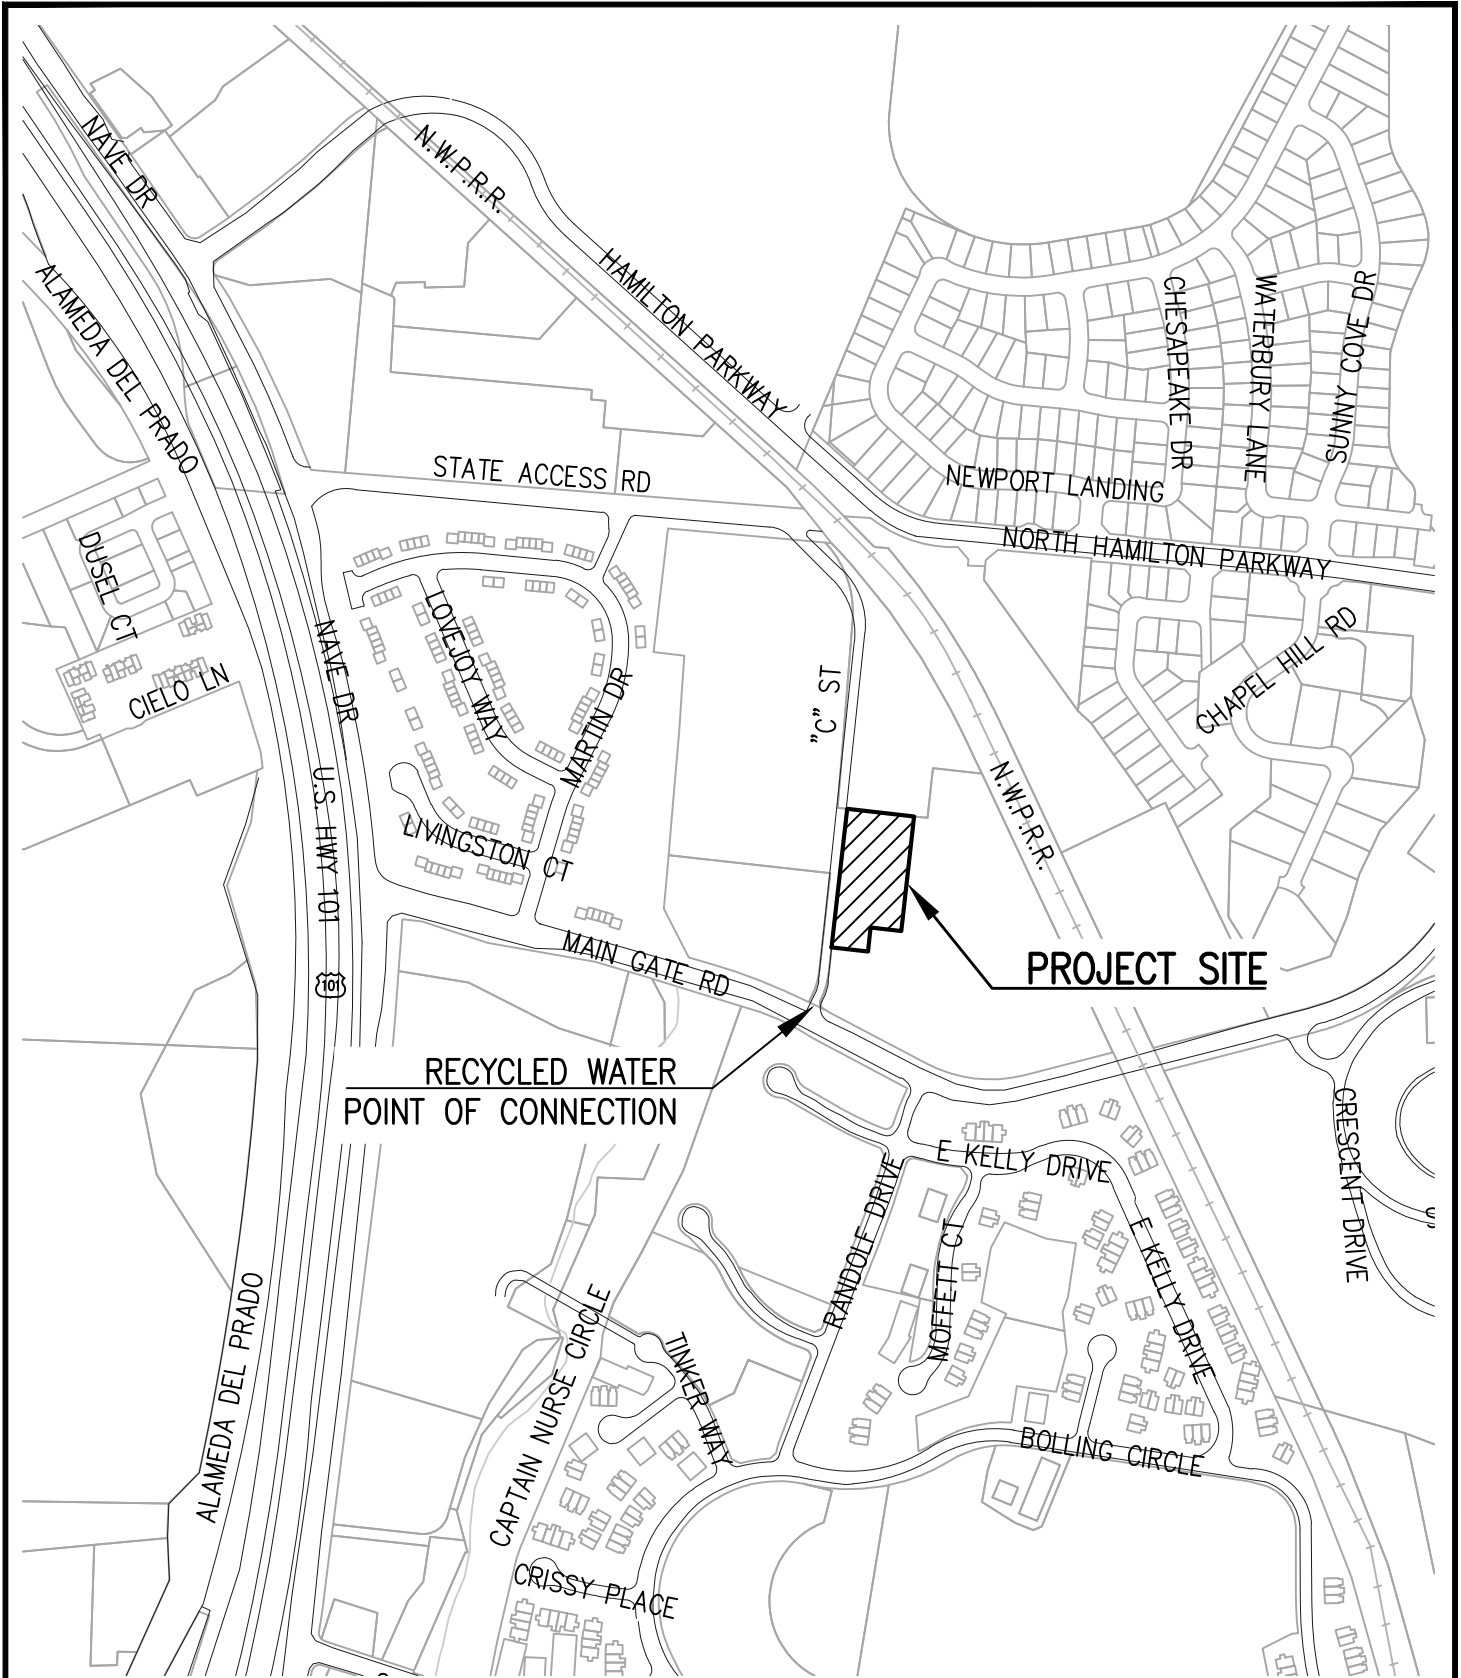 NAVE DR
N.W.P.R.R.
HAMILTON PARKWAY
ALAMEDA DEL PRADO
CHESAPEAKE DR
WATERBURY LANE
SUNNY COVE DR
STATE ACCESS RD
NEWPORT LANDING
NORTH HAMILTON PARKWAY
DUSEL CT
LOVEJOY WAY
NAVE DR
MARTIN DR
"C" ST
CHAPEL HILL RD
CIELO LN
U.S. HWY 101
N.W.P.R.R.
LIVINGSTON CT
MAIN GATE RD
PROJECT SITE
101
RECYCLED WATER
POINT OF CONNECTION
CRESCENT DRIVE
E KELLY DRIVE
RANDOLF DRIVE
MOFFETT CT
E KELLY DRIVE
ALAMEDA DEL PRADO
CAPTAIN NURSE CIRCLE
TINKER WAY
BOLLING CIRCLE
CRISSY PLACE